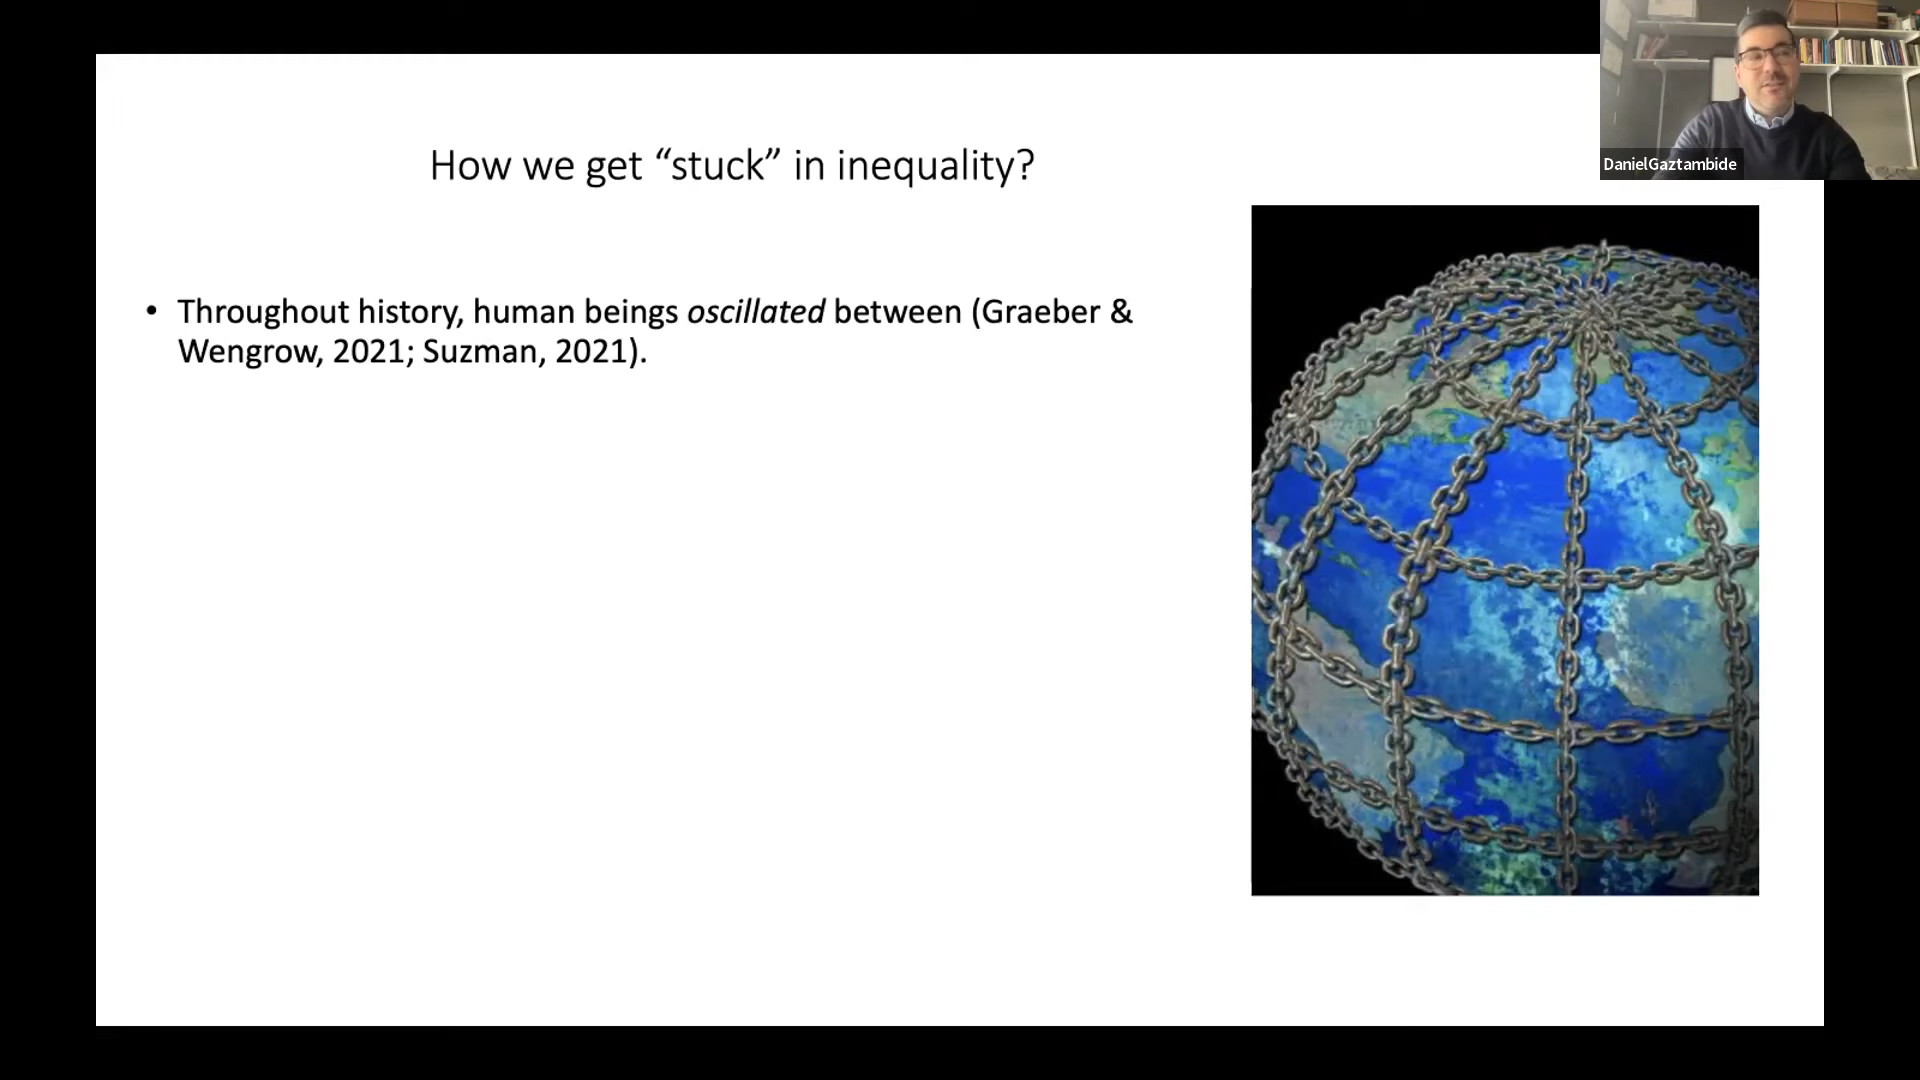 DanielGaztambide
How we get “stuck” in inequality?
• Throughout history, human beings oscillated between (Graeber &
Wengrow, 2021; Suzman, 2021).